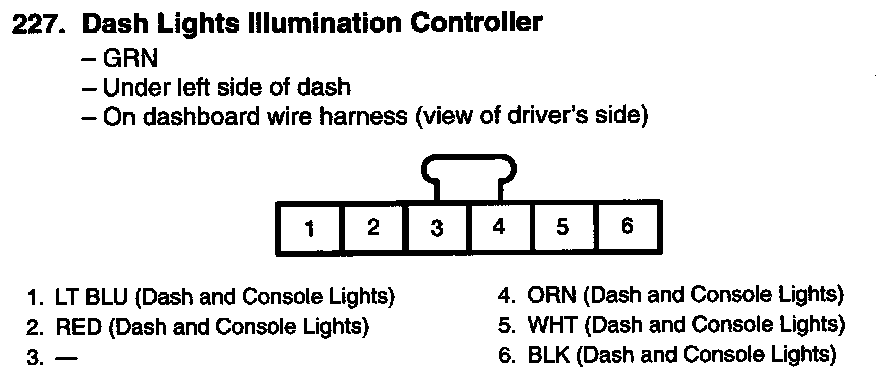 227. Dash Lights Illumination Controller
– GRN
– Under left side of dash
– On dashboard wire harness (view of driver's side)
1 2 3 4 5 6
1. LT BLU (Dash and Console Lights)
2. RED (Dash and Console Lights)
3. —
4. ORN (Dash and Console Lights)
5. WHT (Dash and Console Lights)
6. BLK (Dash and Console Lights)